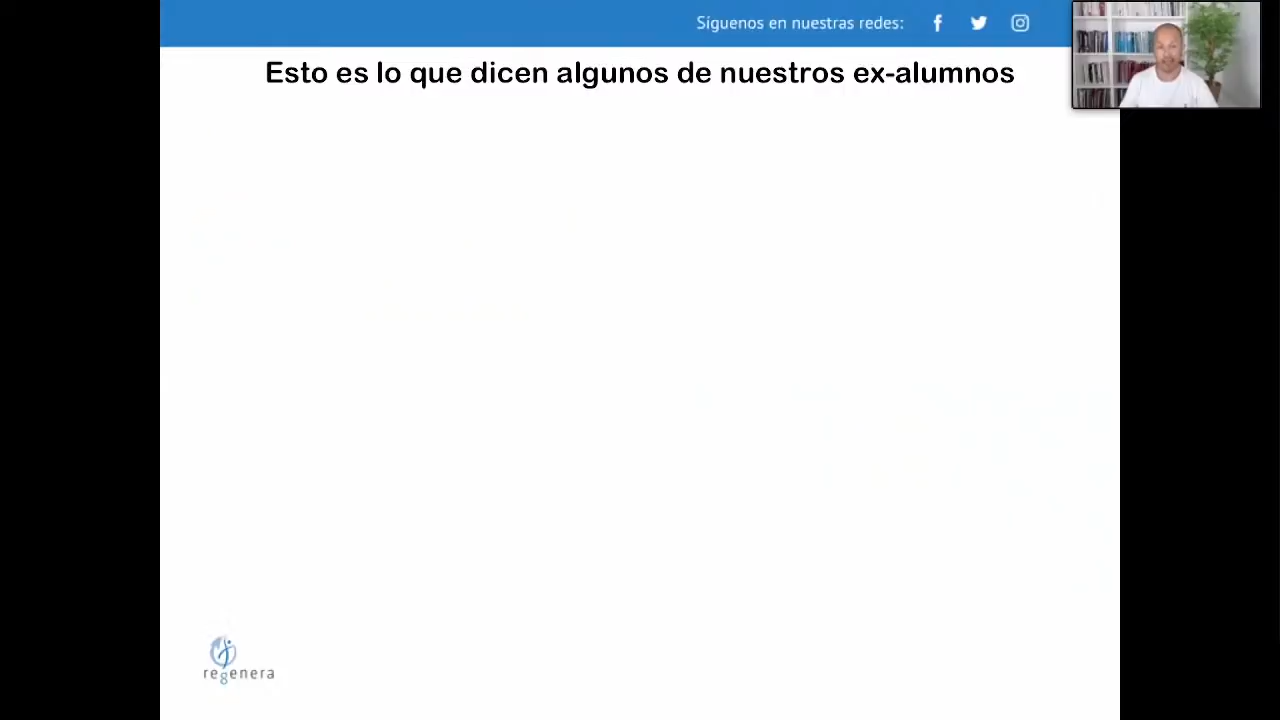 Síguenos en nuestras redes:
Esto es lo que dicen algunos de nuestros ex-alumnos
regenera